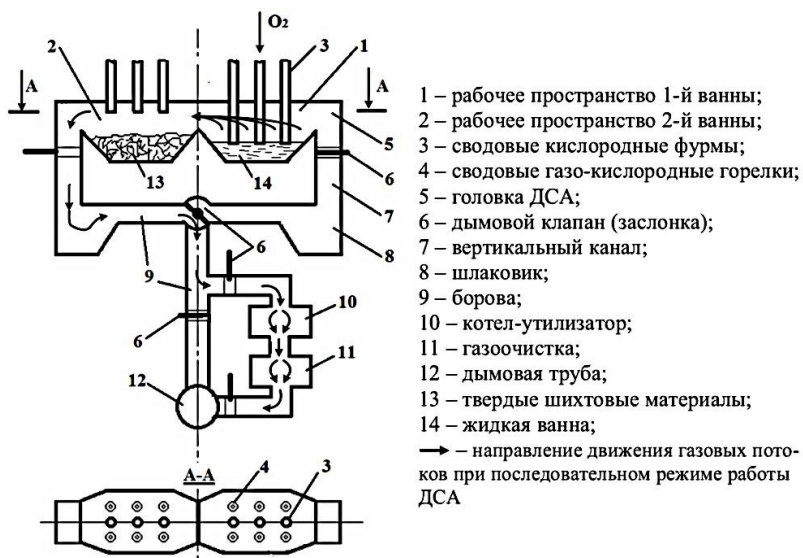 O₂
2
3
1
А
А
5
13
14
6
7
6
8
9
10
6
11
12
А-А
4
3
1 – рабочее пространство 1-й ванны;
2 – рабочее пространство 2-й ванны;
3 – сводовые кислородные фурмы;
4 – сводовые газо-кислородные горелки;
5 – головка ДСА;
6 – дымовой клапан (заслонка);
7 – вертикальный канал;
8 – шлаковик;
9 – борова;
10 – котел-утилизатор;
11 – газоочистка;
12 – дымовая труба;
13 – твердые шихтовые материалы;
14 – жидкая ванна;
– направление движения газовых пото-
ков при последовательном режиме работы
ДСА